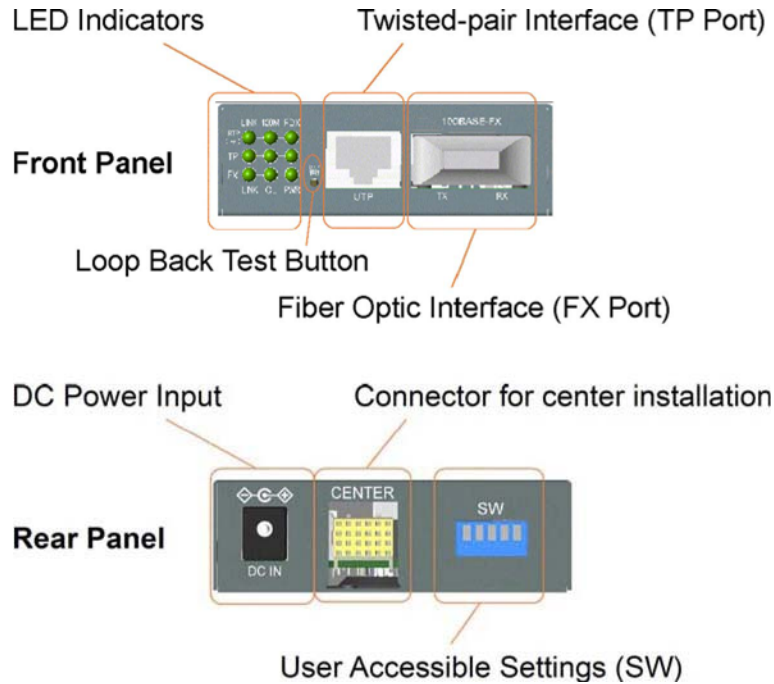 LED Indicators
Twisted-pair Interface (TP Port)
LINK 100M FDX
100BASE-FX
Front Panel
TP
FX
LINK
UTP
TX
RX
Loop Back Test Button
Fiber Optic Interface (FX Port)
DC Power Input
Connector for center installation
CENTER
SW
Rear Panel
DC IN
User Accessible Settings (SW)